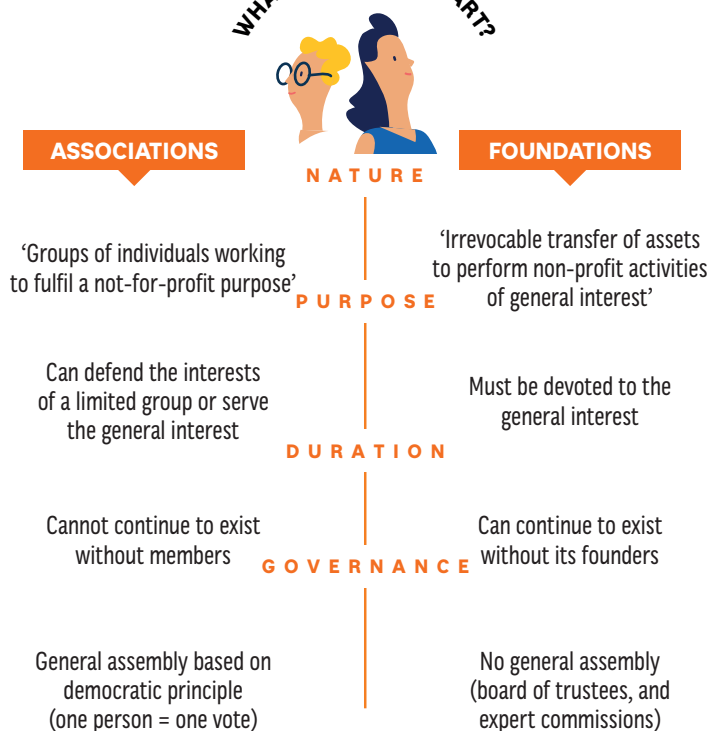 ASSOCIATIONS
FOUNDATIONS
NATURE
‘Groups of individuals working
to fulfil a not-for-profit purpose’
‘Irrevocable transfer of assets
to perform non-profit activities
of general interest’
PURPOSE
Can defend the interests
of a limited group or serve
the general interest
Must be devoted to the
general interest
DURATION
Cannot continue to exist
without members
Can continue to exist
without its founders
GOVERNANCE
General assembly based on
democratic principle
(one person = one vote)
No general assembly
(board of trustees, and
expert commissions)